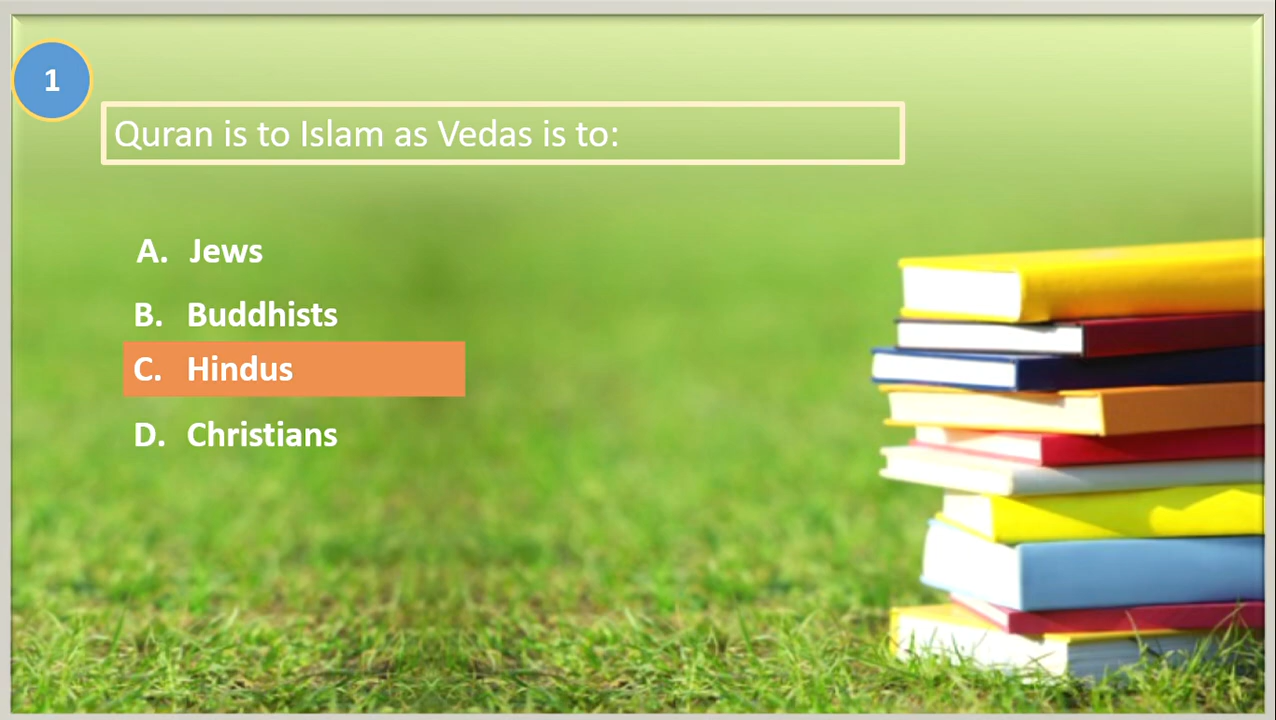 1
Quran is to Islam as Vedas is to:
A. Jews
B. Buddhists
C. Hindus
D. Christians